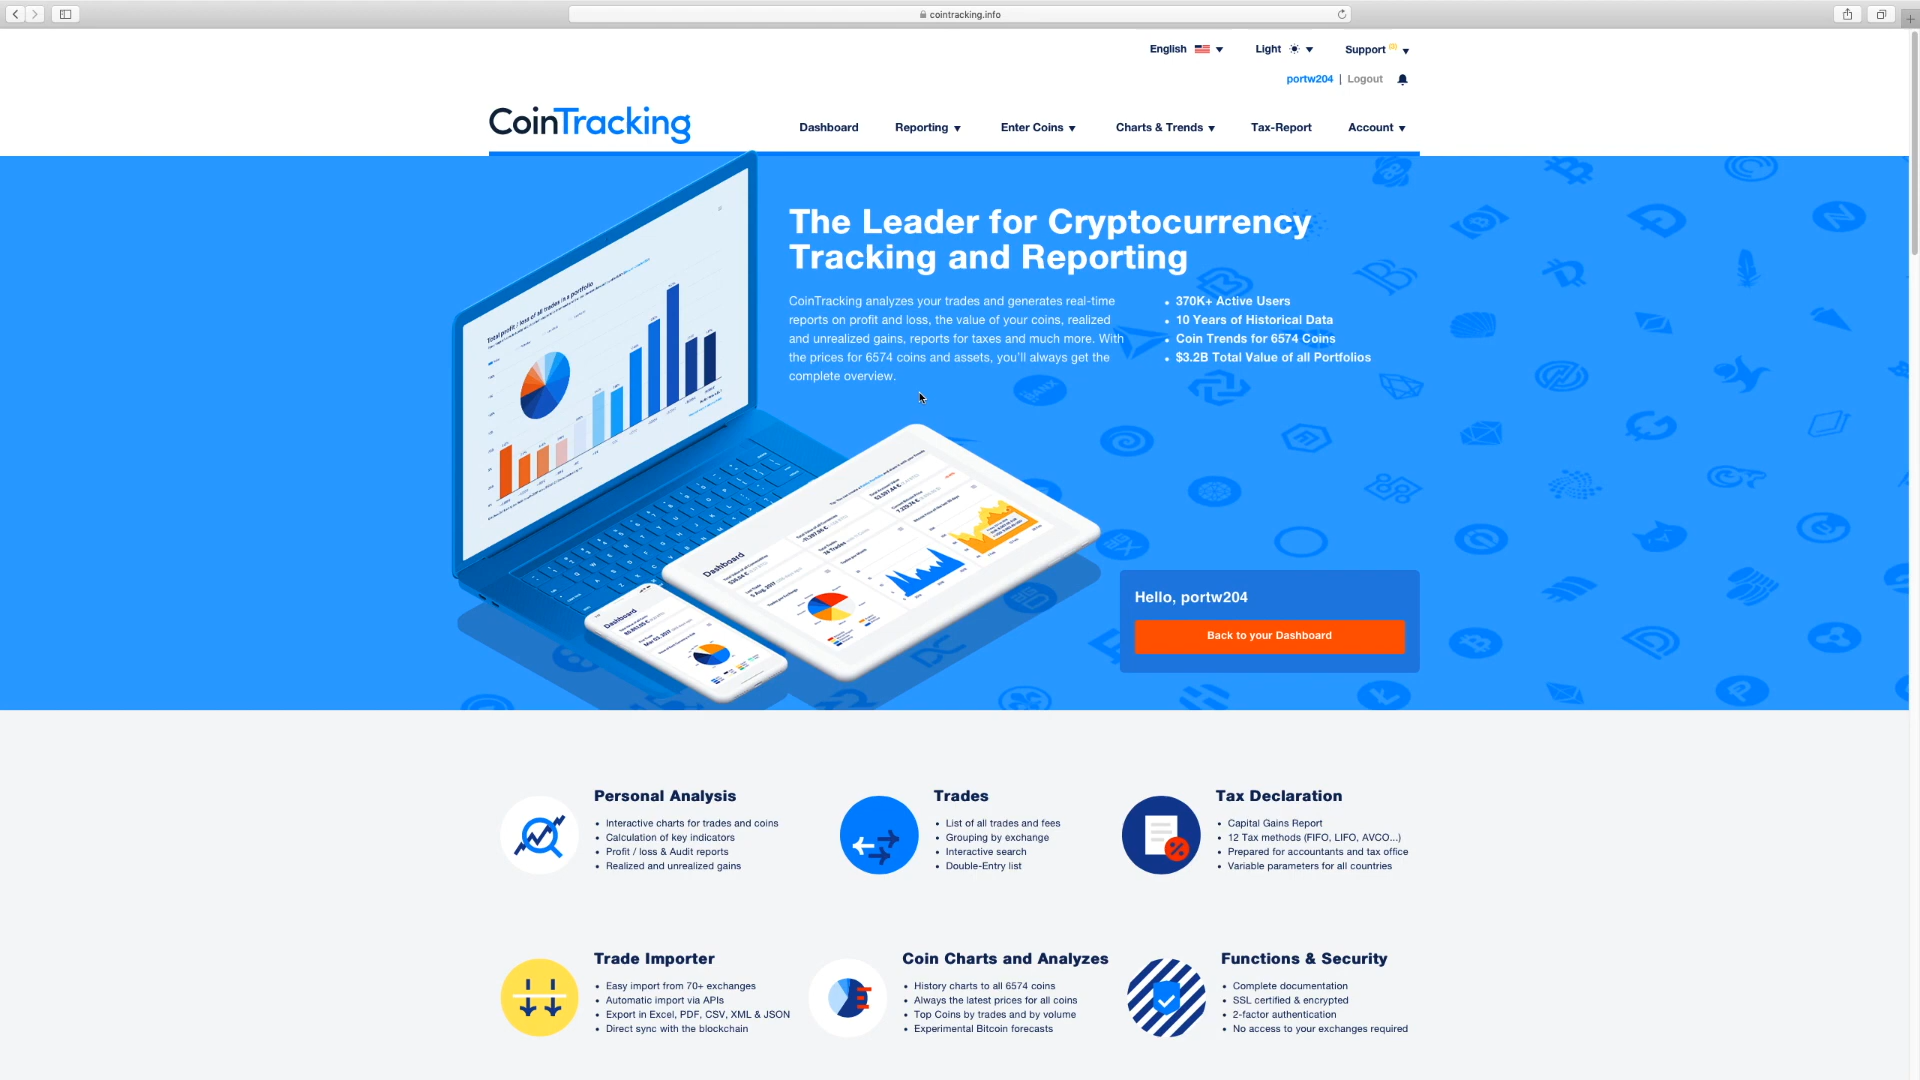 cointracking.info
English
Light
Support
portw204 | Logout
CoinTracking
Dashboard
Reporting
Enter Coins
Charts & Trends
Tax-Report
Account
The Leader for Cryptocurrency
Tracking and Reporting
CoinTracking analyzes your trades and generates real-time
reports on profit and loss, the value of your coins, realized
and unrealized gains, reports for taxes and much more. With
the prices for 6574 coins and assets, you'll always get the
complete overview.
• 370K+ Active Users
• 10 Years of Historical Data
• Coin Trends for 6574 Coins
• $3.2B Total Value of all Portfolios
Total profit / loss of all trades in a portfolio
Dashboard
Dashboard
Hello, portw204
Back to your Dashboard
Personal Analysis
• Interactive charts for trades and coins
• Calculation of key indicators
• Profit / loss & Audit reports
• Realized and unrealized gains
Trades
• List of all trades and fees
• Grouping by exchange
• Interactive search
• Double-Entry list
Tax Declaration
• Capital Gains Report
• 12 Tax methods (FIFO, LIFO, AVCO...)
• Prepared for accountants and tax office
• Variable parameters for all countries
Trade Importer
• Easy import from 70+ exchanges
• Automatic import via APIs
• Export in Excel, PDF, CSV, XML & JSON
• Direct sync with the blockchain
Coin Charts and Analyzes
• History charts to all 6574 coins
• Always the latest prices for all coins
• Top Coins by trades and by volume
• Experimental Bitcoin forecasts
Functions & Security
• Complete documentation
• SSL certified & encrypted
• 2-factor authentication
• No access to your exchanges required